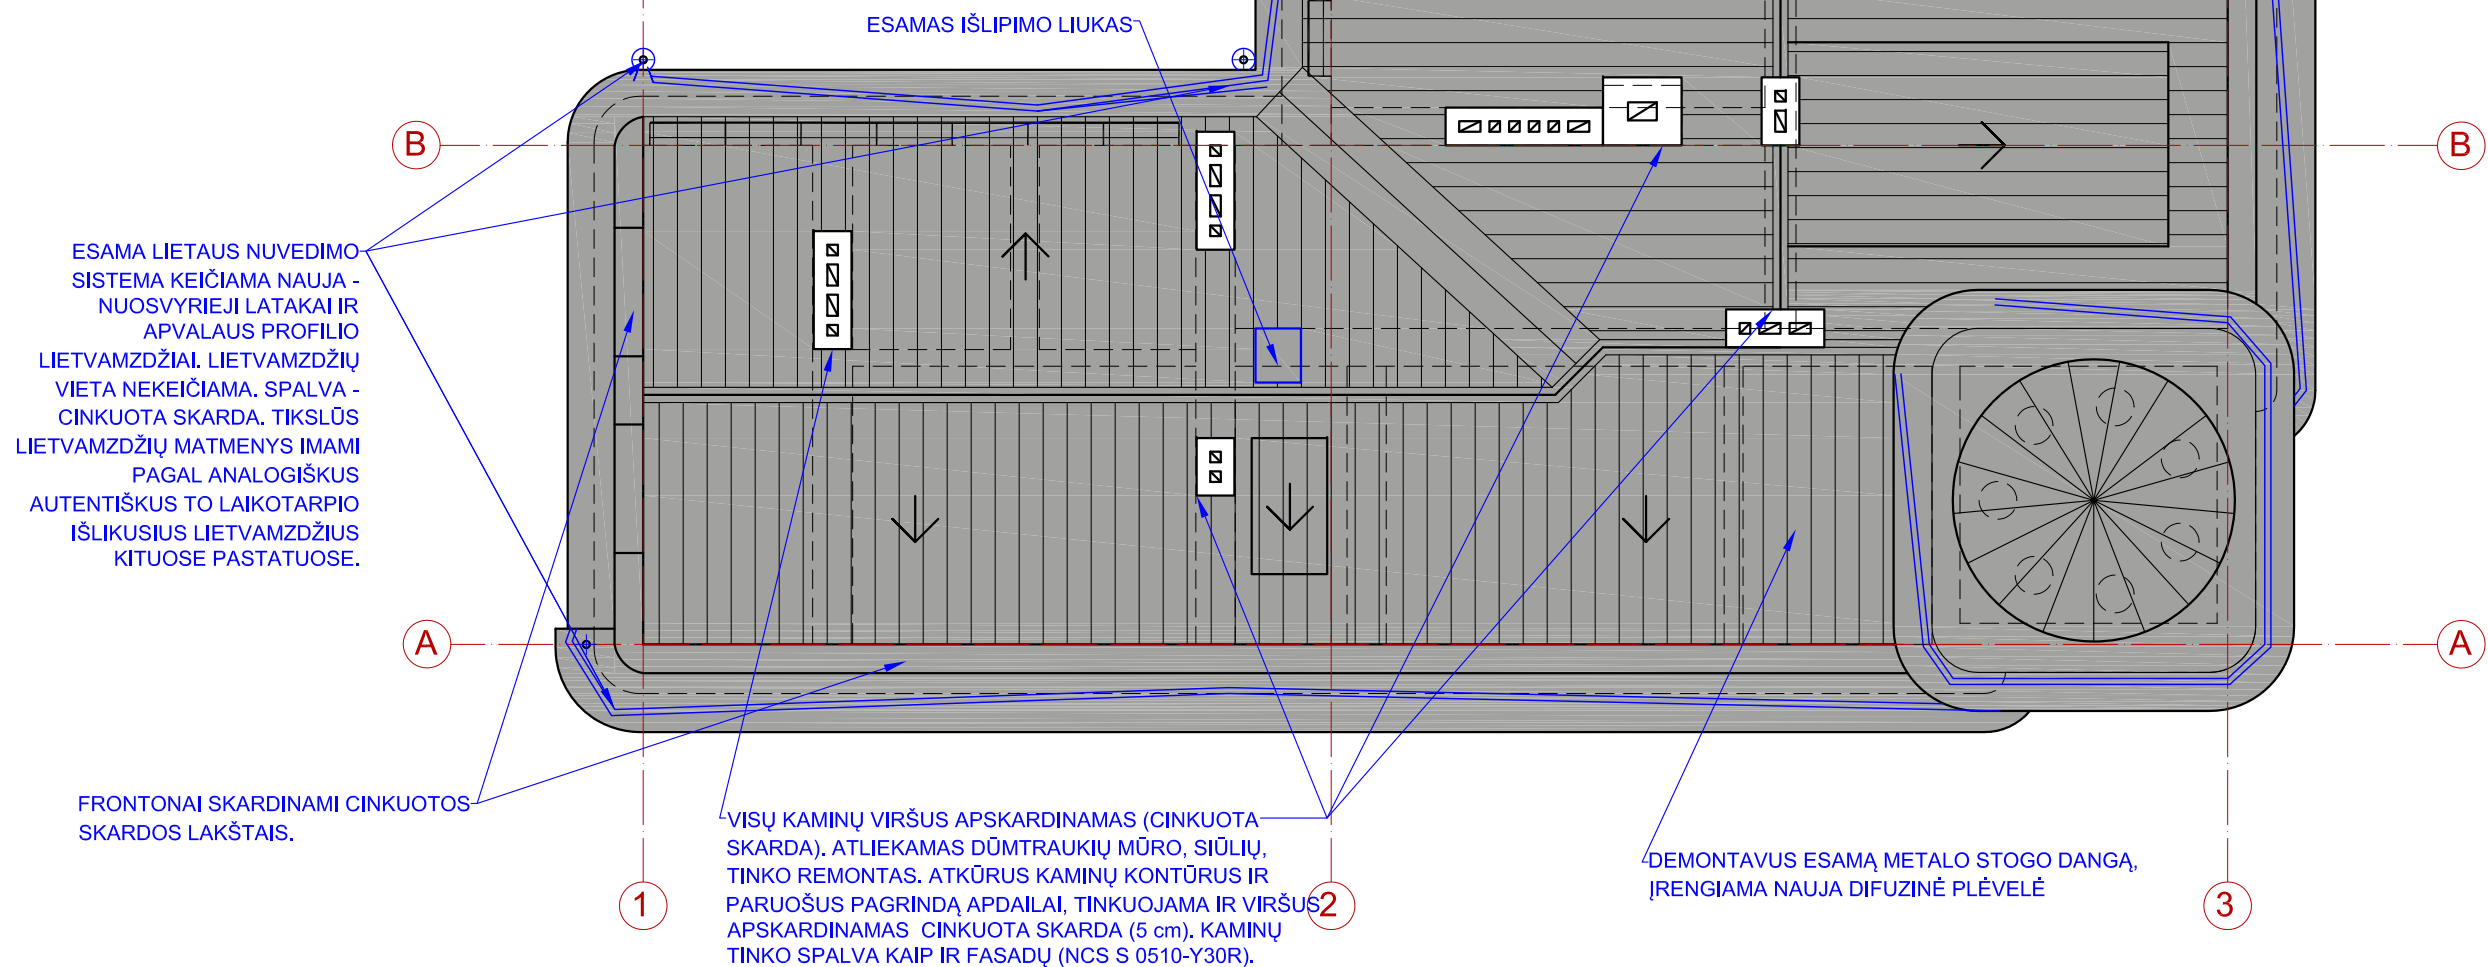 ESAMAS IŠLIPIMO LIUKAS
B
B
ESAMA LIETAUS NUVEDIMO
SISTEMA KEIČIAMA NAUJA -
NUOSVYRIEJI LATAKAI IR
APVALAUS PROFILIO
LIETVAMZDŽIAI. LIETVAMZDŽIŲ
VIETA NEKEIČIAMA. SPALVA -
CINKUOTA SKARDA. TIKSLŪS
LIETVAMZDŽIŲ MATMENYS IMAMI
PAGAL ANALOGIŠKUS
AUTENTIŠKUS TO LAIKOTARPIO
IŠLIKUSIUS LIETVAMZDŽIUS
KITUOSE PASTATUOSE.
A
A
FRONTONAI SKARDINAMI CINKUOTOS
SKARDOS LAKŠTAIS.
VISŲ KAMINŲ VIRŠUS APSKARDINAMAS (CINKUOTA
SKARDA). ATLIEKAMAS DŪMTRAUKIŲ MŪRO, SIŪLIŲ,
TINKO REMONTAS. ATKŪRUS KAMINŲ KONTŪRUS IR
PARUOŠUS PAGRINDĄ APDAILAI, TINKUOJAMA IR VIRŠUS
APSKARDINAMAS CINKUOTA SKARDA (5 cm). KAMINŲ
TINKO SPALVA KAIP IR FASADŲ (NCS S 0510-Y30R).
DEMONTAVUS ESAMĄ METALO STOGO DANGĄ,
ĮRENGIAMA NAUJA DIFUZINĖ PLĖVELĖ
1
2
3